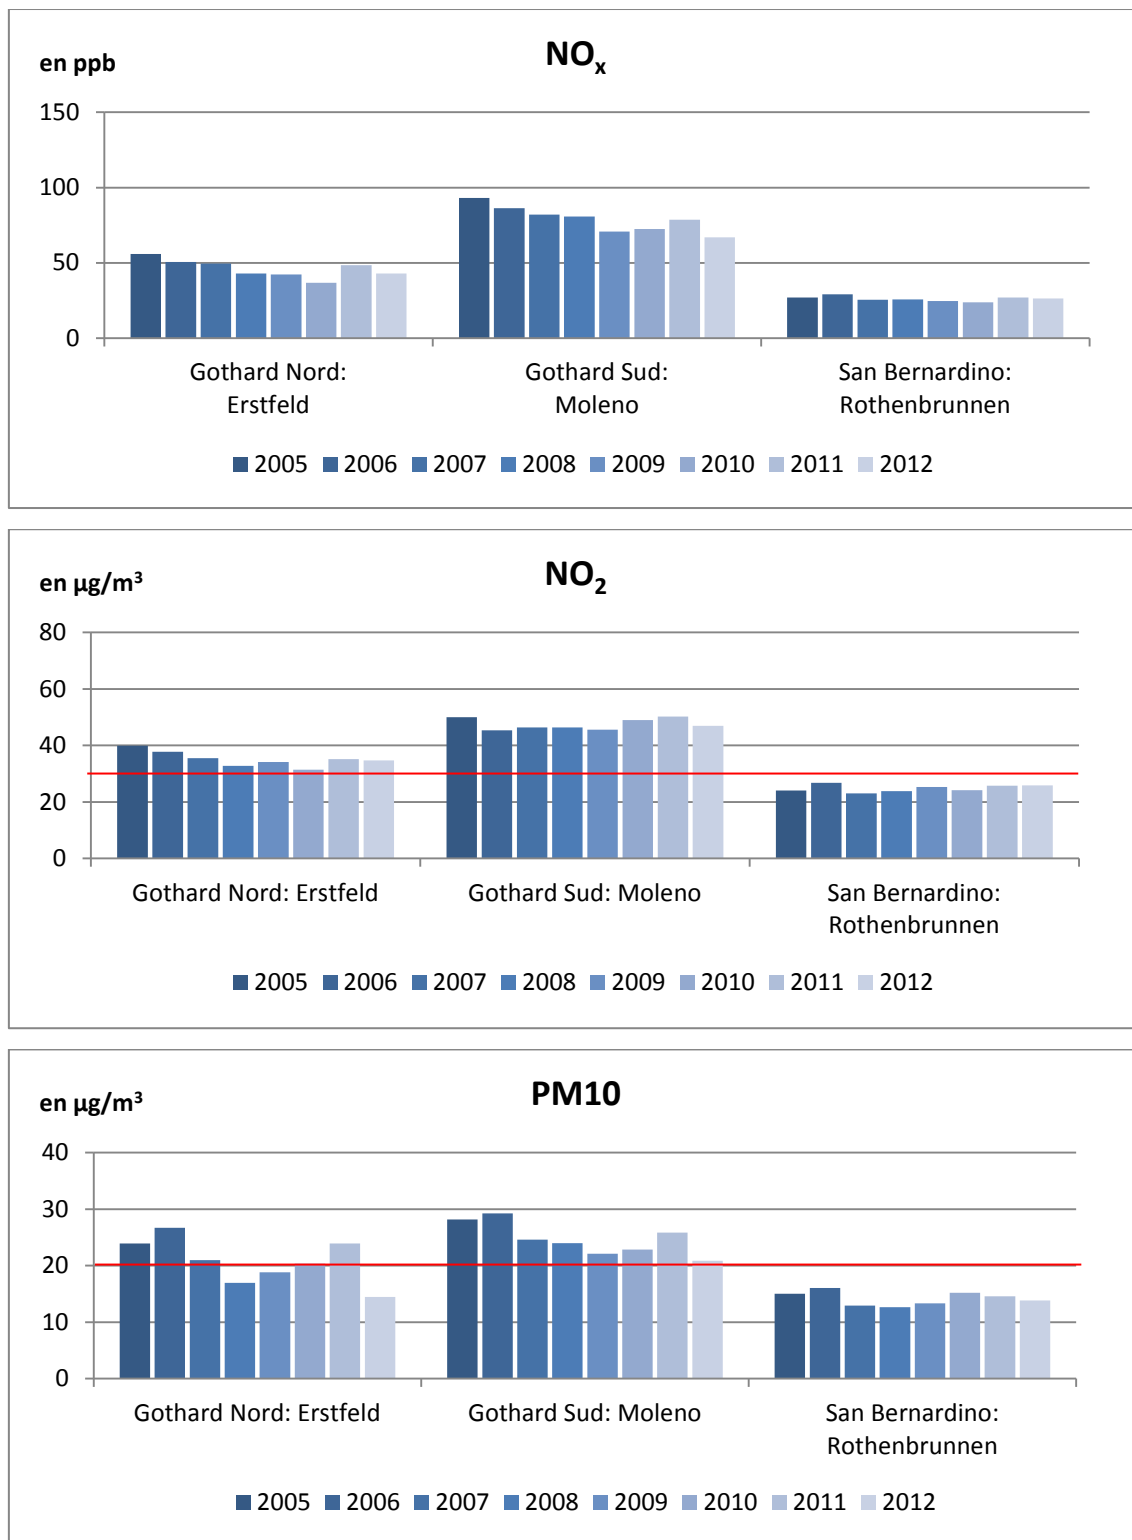 NOx
en ppb
150
100
50
0
Gothard Nord:
Erstfeld
Gothard Sud:
Moleno
San Bernardino:
Rothenbrunnen
2005 2006 2007 2008 2009 2010 2011 2012
NO2
en µg/m³
80
60
40
20
0
Gothard Nord: Erstfeld
Gothard Sud: Moleno
San Bernardino:
Rothenbrunnen
2005 2006 2007 2008 2009 2010 2011 2012
PM10
en µg/m³
40
30
20
10
0
Gothard Nord: Erstfeld
Gothard Sud: Moleno
San Bernardino:
Rothenbrunnen
2005 2006 2007 2008 2009 2010 2011 2012